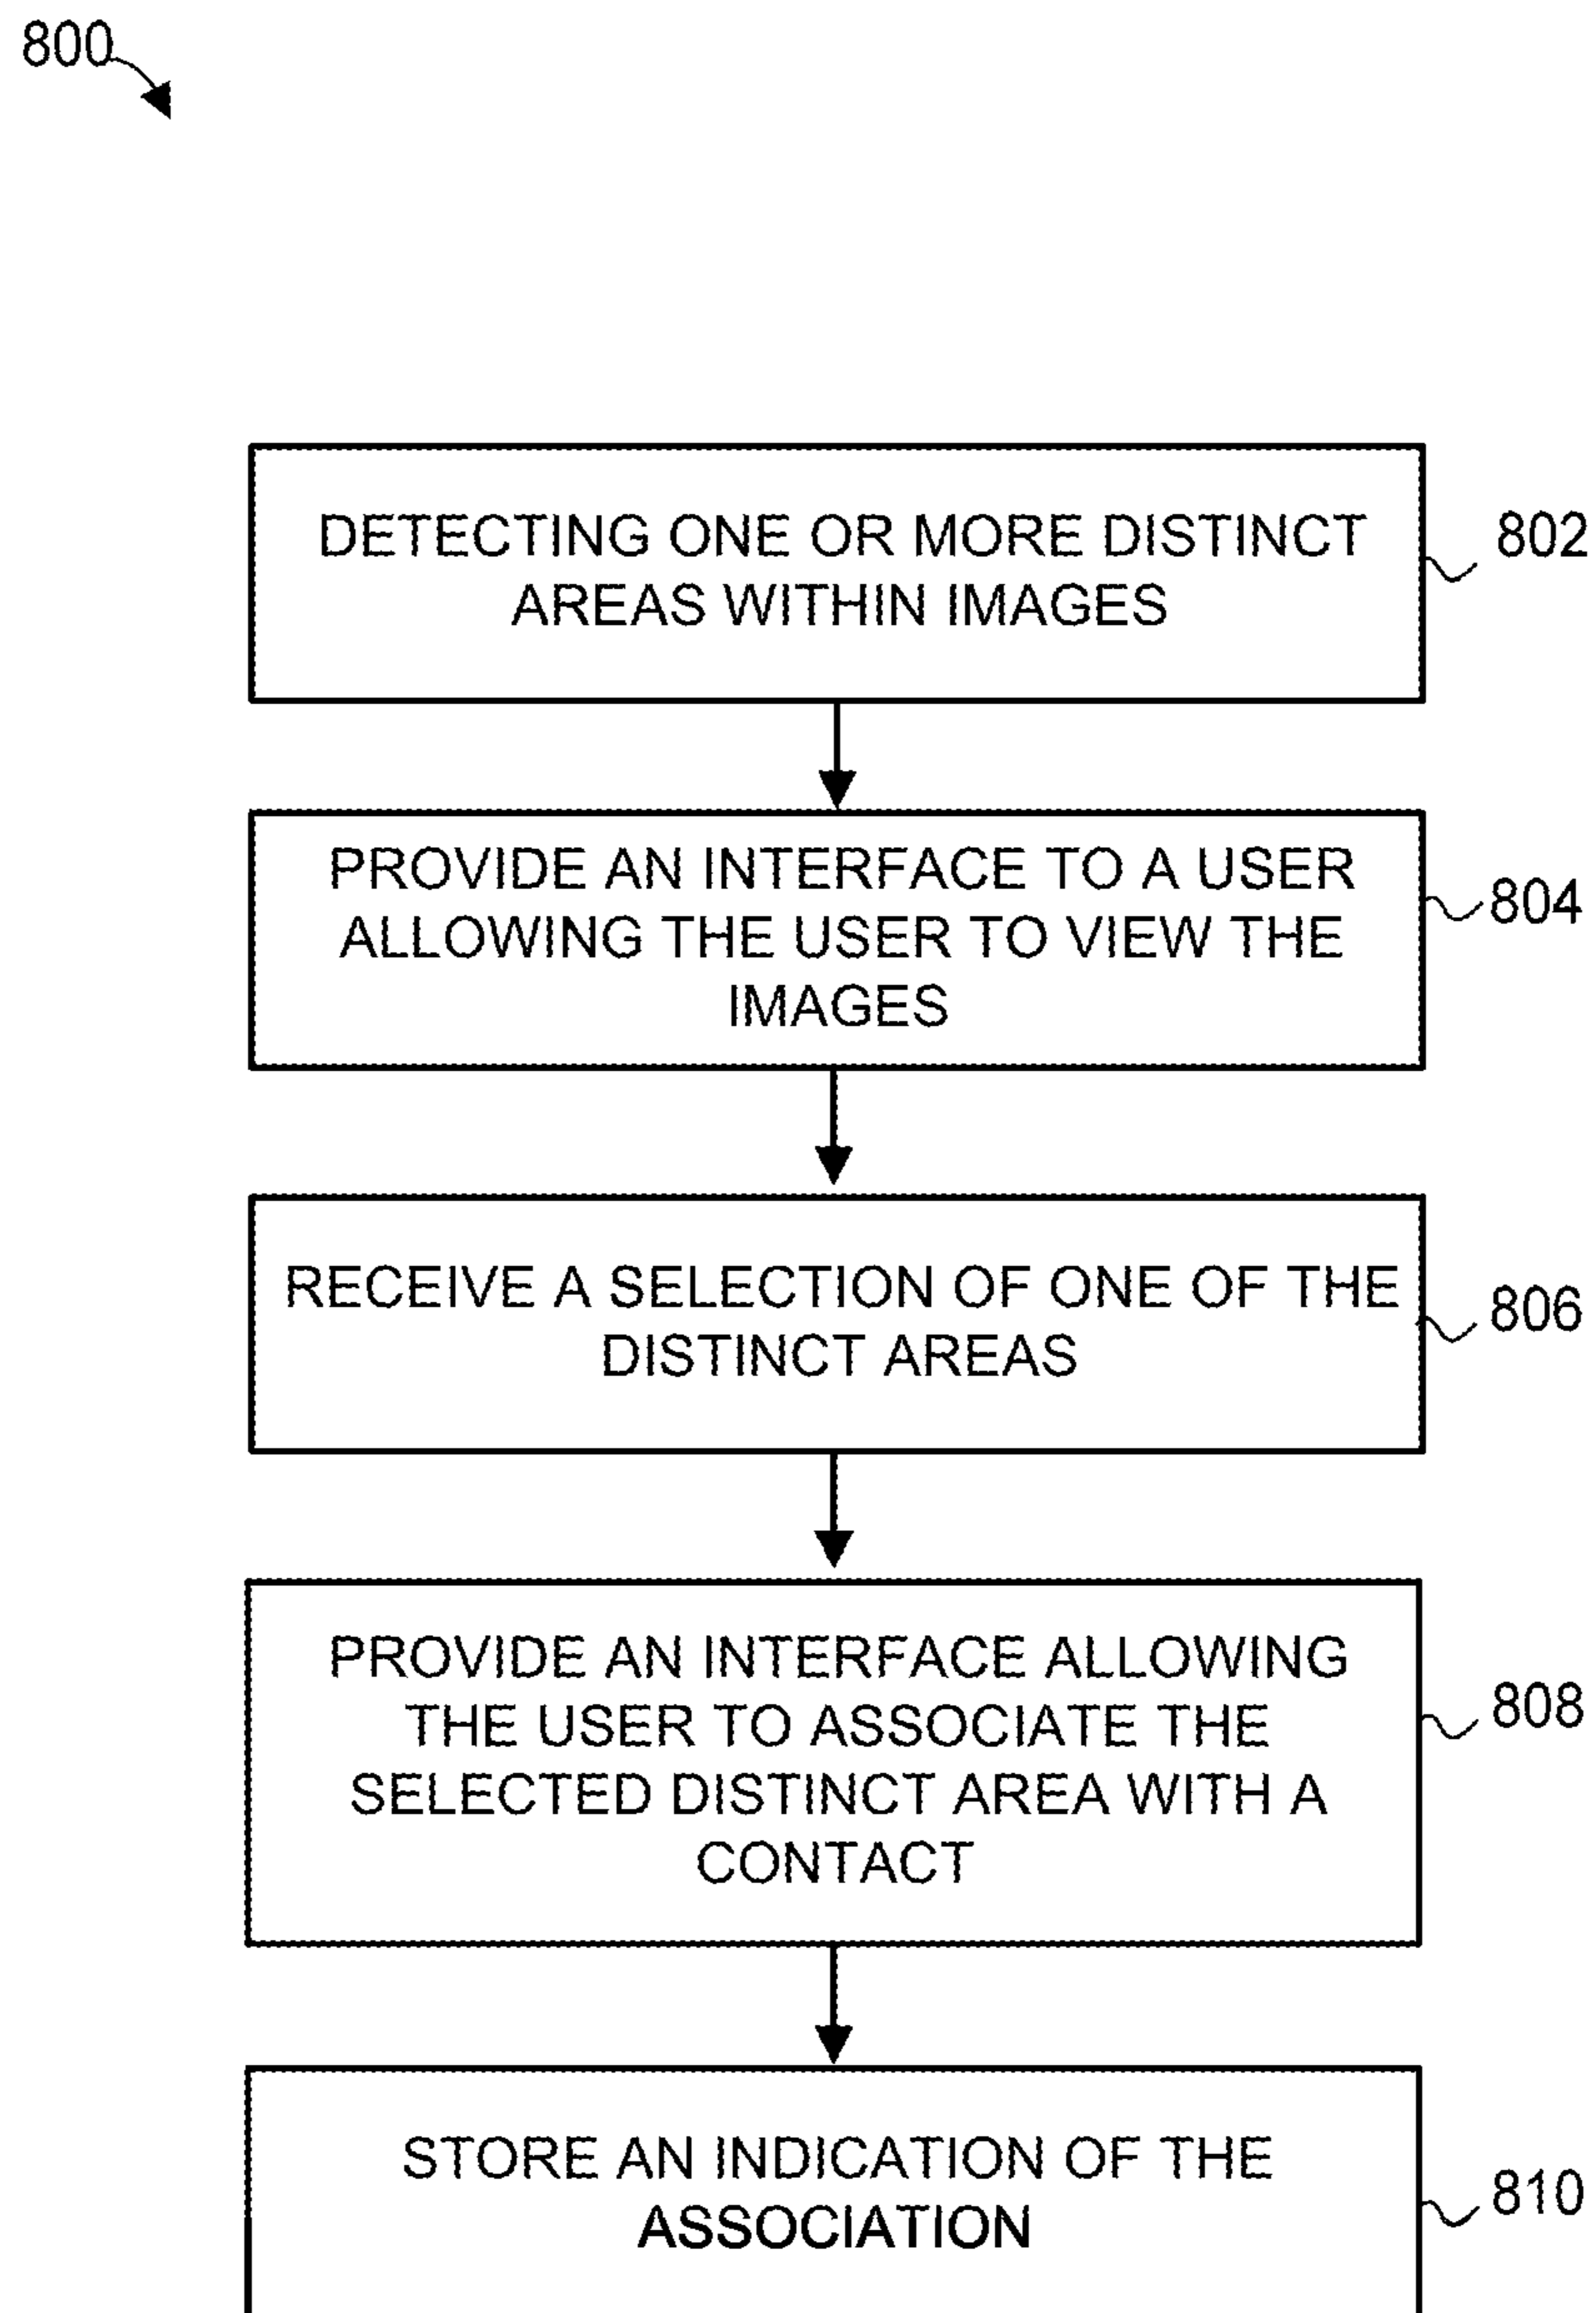 800
DETECTING ONE OR MORE DISTINCT
AREAS WITHIN IMAGES
802
PROVIDE AN INTERFACE TO A USER
ALLOWING THE USER TO VIEW THE
IMAGES
804
RECEIVE A SELECTION OF ONE OF THE
DISTINCT AREAS
806
PROVIDE AN INTERFACE ALLOWING
THE USER TO ASSOCIATE THE
SELECTED DISTINCT AREA WITH A
CONTACT
808
STORE AN INDICATION OF THE
ASSOCIATION
810